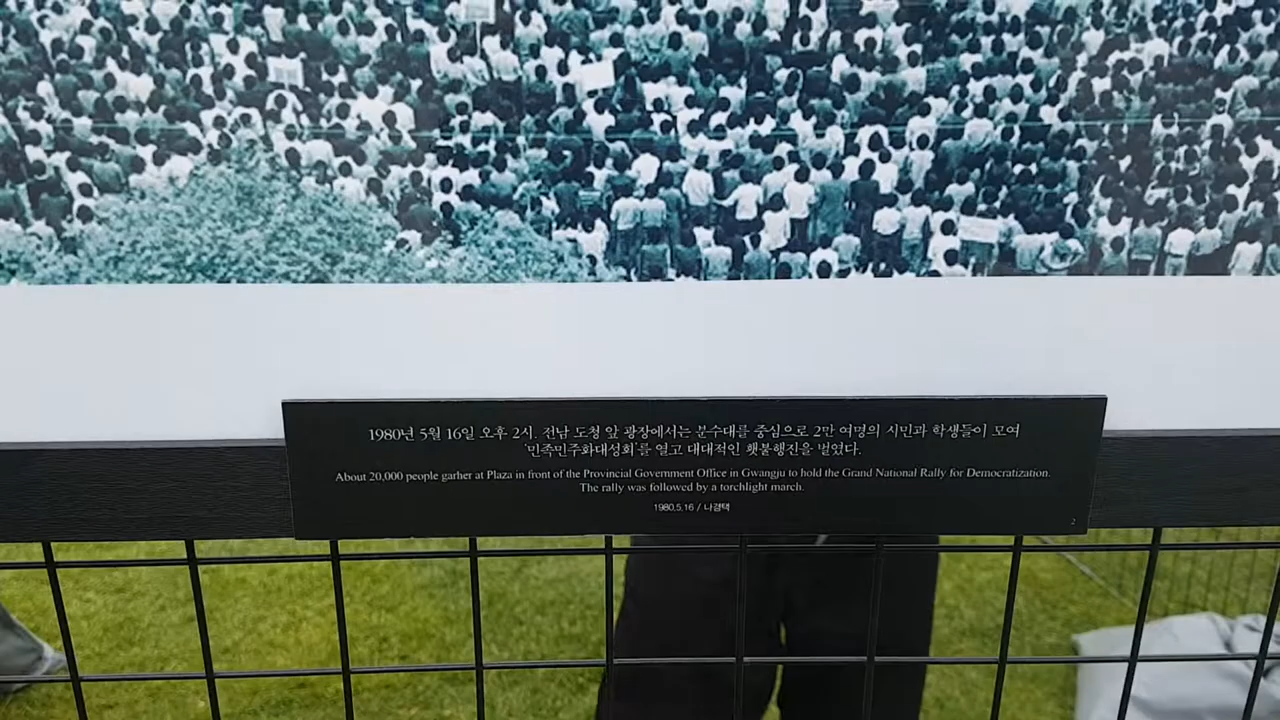 1980년 5월 16일 오후 2시. 전남 도청 앞 광장에서는 분수대를 중심으로 2만 여명의 시민과 학생들이 모여
'민족민주화대성회'를 열고 대대적인 횃불행진을 벌였다.
About 20,000 people garher at Plaza in front of the Provincial Government Office in Gwangju to hold the Grand National Rally for Democratization.
The rally was followed by a torchlight march.
1980.5.16 / 나경택
2